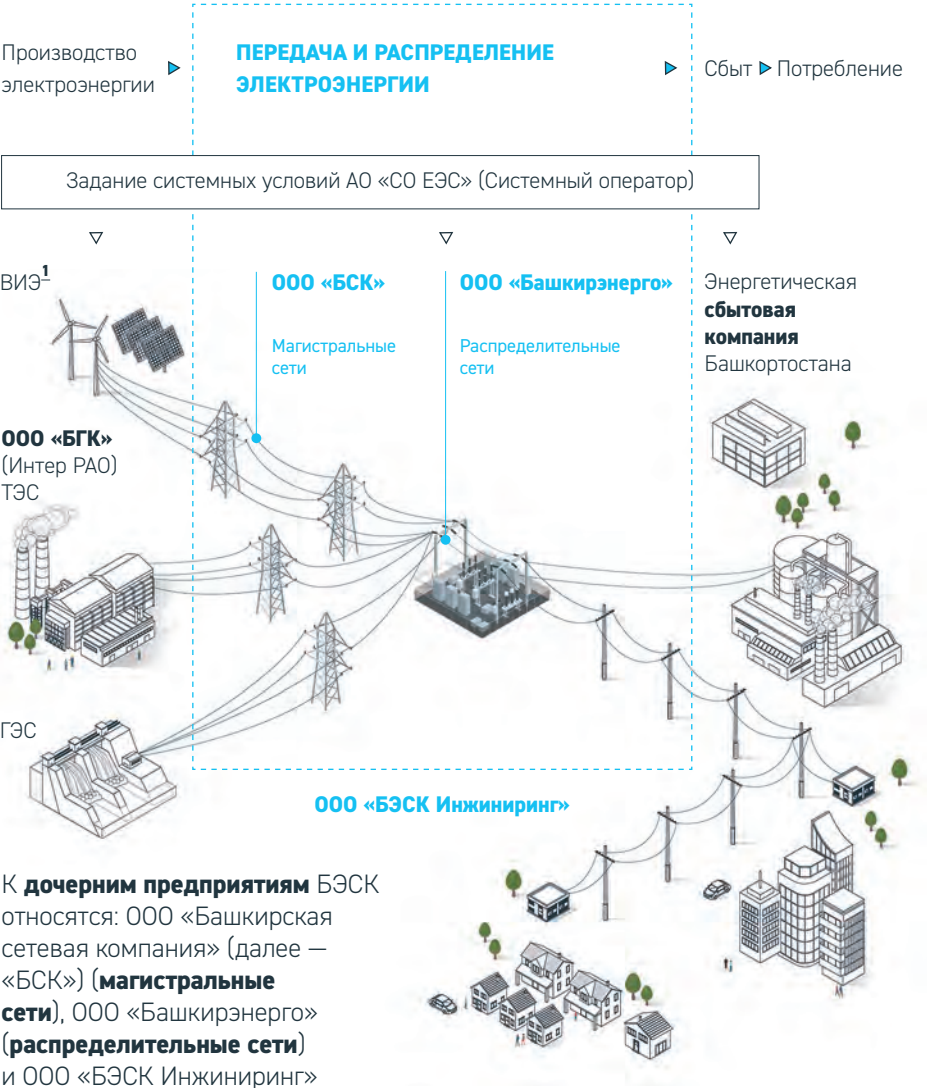 Производство
электроэнергии
ПЕРЕДАЧА И РАСПРЕДЕЛЕНИЕ
ЭЛЕКТРОЭНЕРГИИ
Сбыт ▶ Потребление
Задание системных условий АО «СО ЕЭС» (Системный оператор)
ВИЭ¹
ООО «БСК»
Магистральные
сети
ООО «Башкирэнерго»
Распределительные
сети
Энергетическая
сбытовая
компания
Башкортостана
ООО «БГК»
(Интер РАО)
ТЭС
ГЭС
ООО «БЭСК Инжиниринг»
К дочерним предприятиям БЭСК
относятся: ООО «Башкирская
сетевая компания» (далее —
«БСК») (магистральные
сети), ООО «Башкирэнерго»
(распределительные сети)
и ООО «БЭСК Инжиниринг»